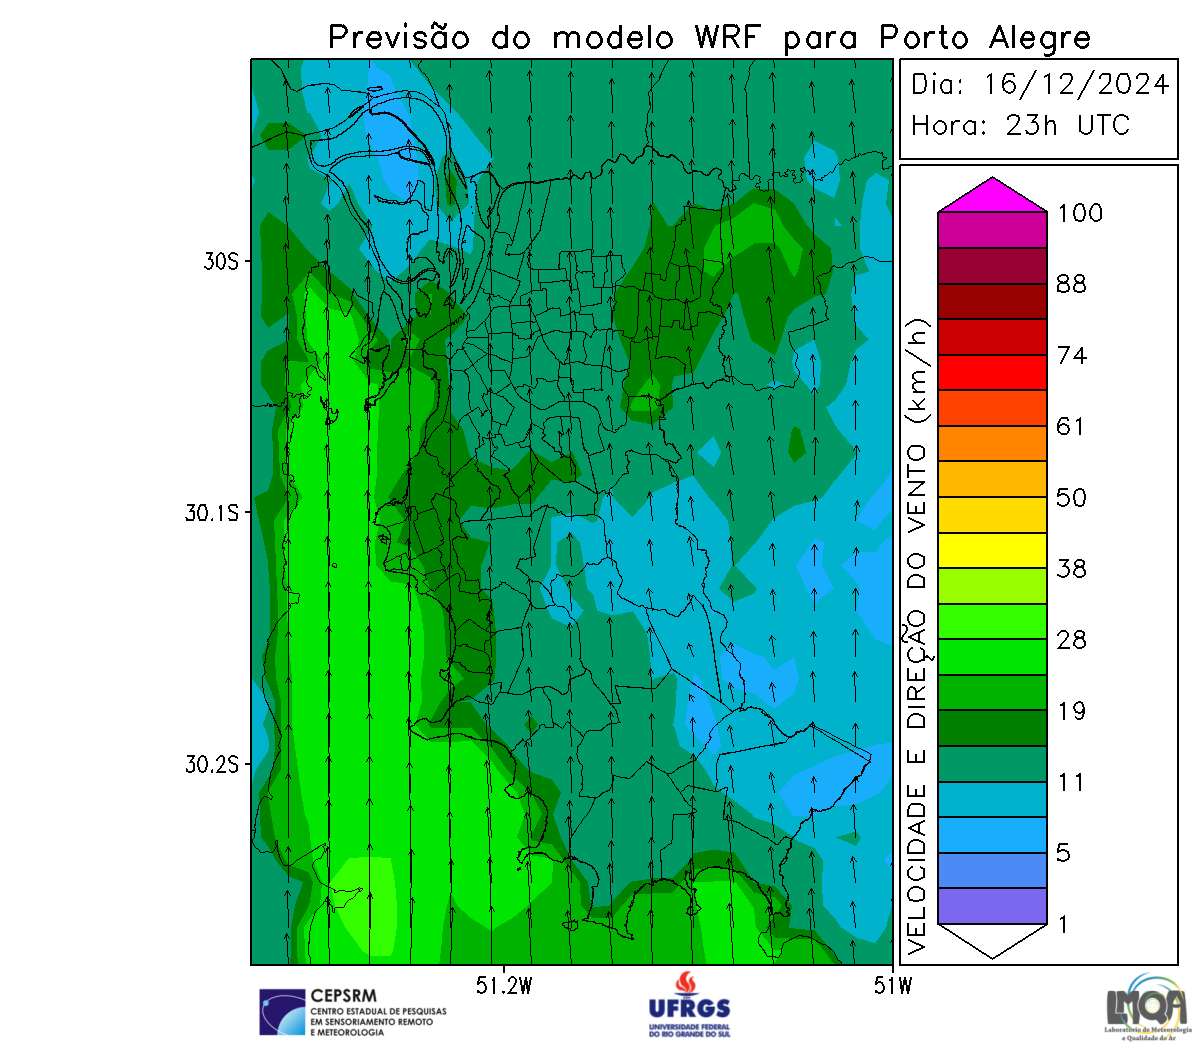 Previsão do modelo WRF para Porto Alegre
Dia: 16/12/2024
Hora: 23h UTC
100
88
74
61
50
38
28
19
11
5
1
VELOCIDADE E DIREÇÃO DO VENTO (km/h)
30S
30.1S
30.2S
51.2W
51W
CEPSRM
CENTRO ESTADUAL DE PESQUISAS
EM SENSORIAMENTO REMOTO
E METEOROLOGIA
UFRGS
UNIVERSIDADE FEDERAL
DO RIO GRANDE DO SUL
LMQA
Laboratório de Meteorologia
e Qualidade do Ar